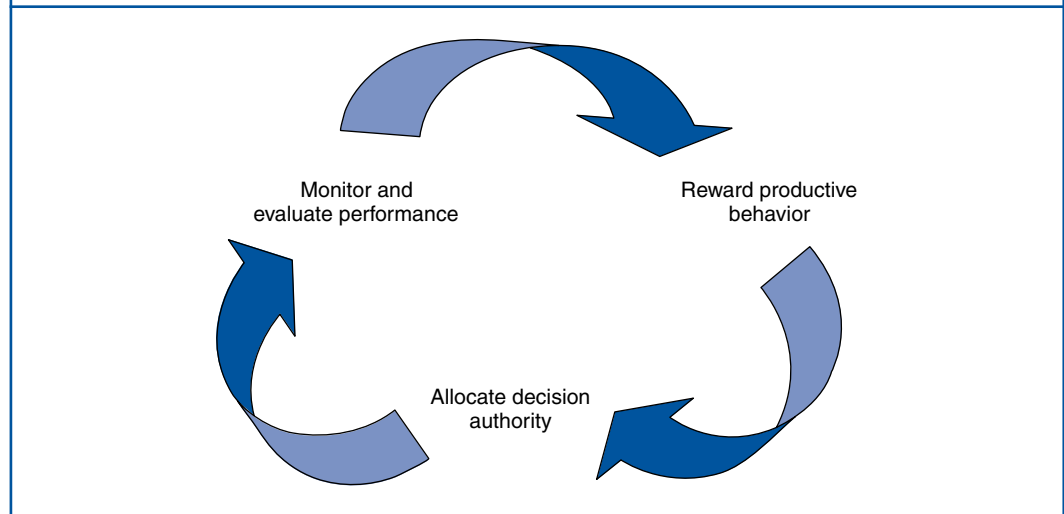 Monitor and
evaluate performance
Reward productive
behavior
Allocate decision
authority